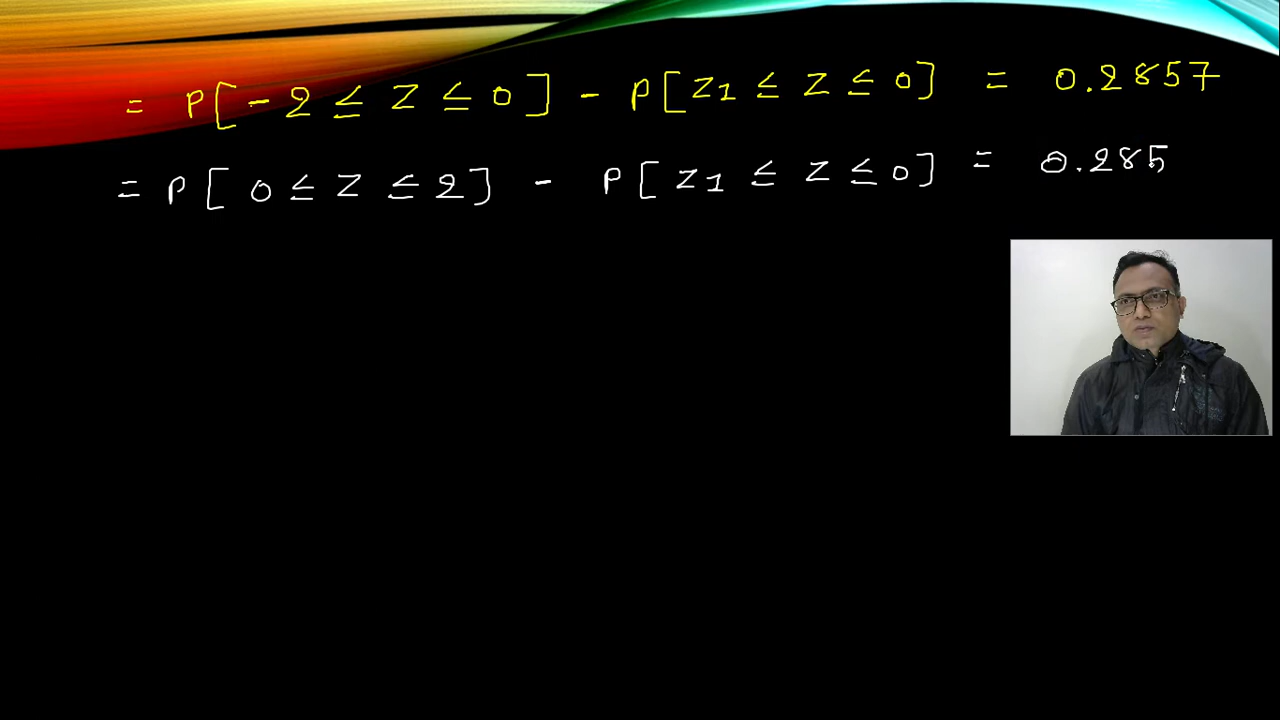 = P[-2 ≤ Z ≤ 0] - P[Z1 ≤ Z ≤ 0] = 0.2857
= P[0 ≤ Z ≤ 2] - P[Z1 ≤ Z ≤ 0] = 0.285